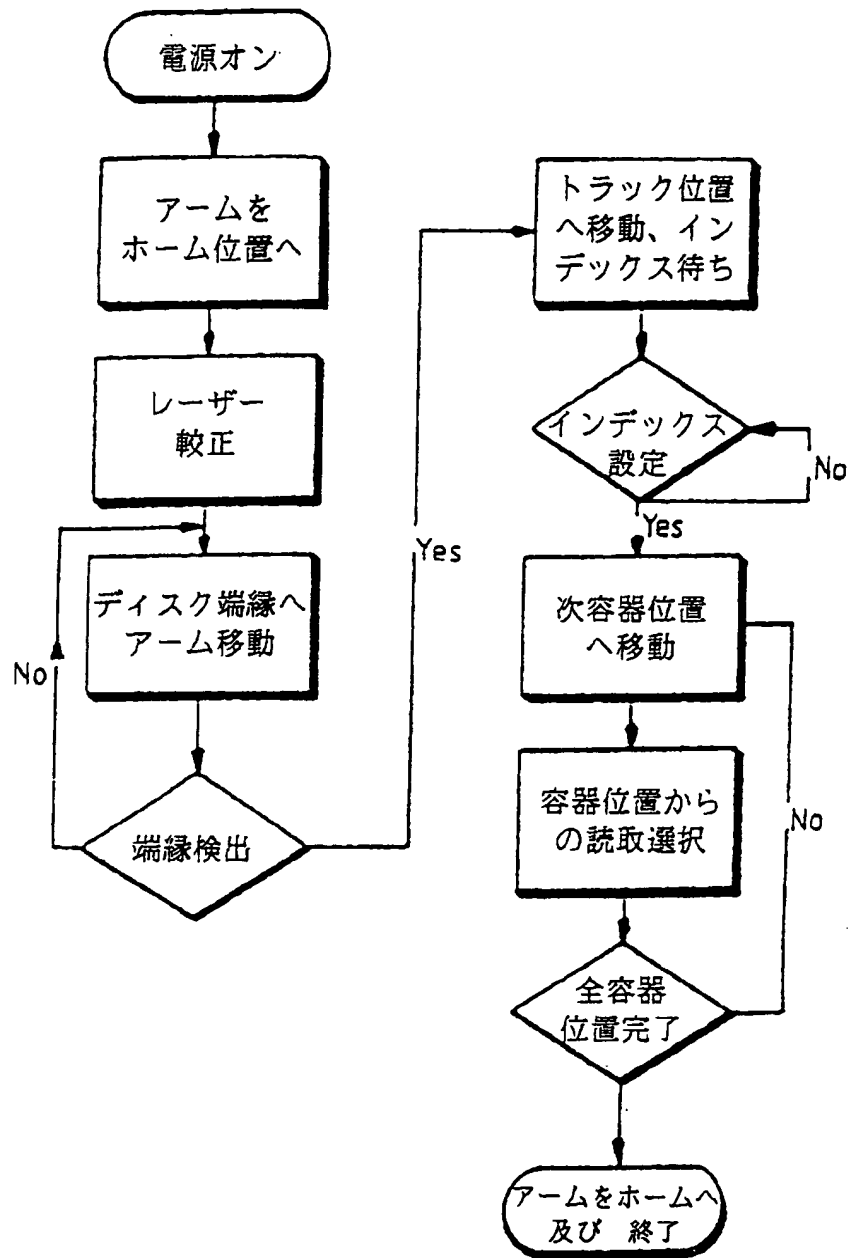 電源オン
アームを
ホーム位置へ
レーザー
較正
ディスク端縁へ
アーム移動
No
端縁検出
Yes
トラック位置
へ移動、イン
デックス待ち
インデックス
設定
No
Yes
次容器位置
へ移動
容器位置から
の読取選択
No
全容器
位置完了
アームをホームへ
及び 終了